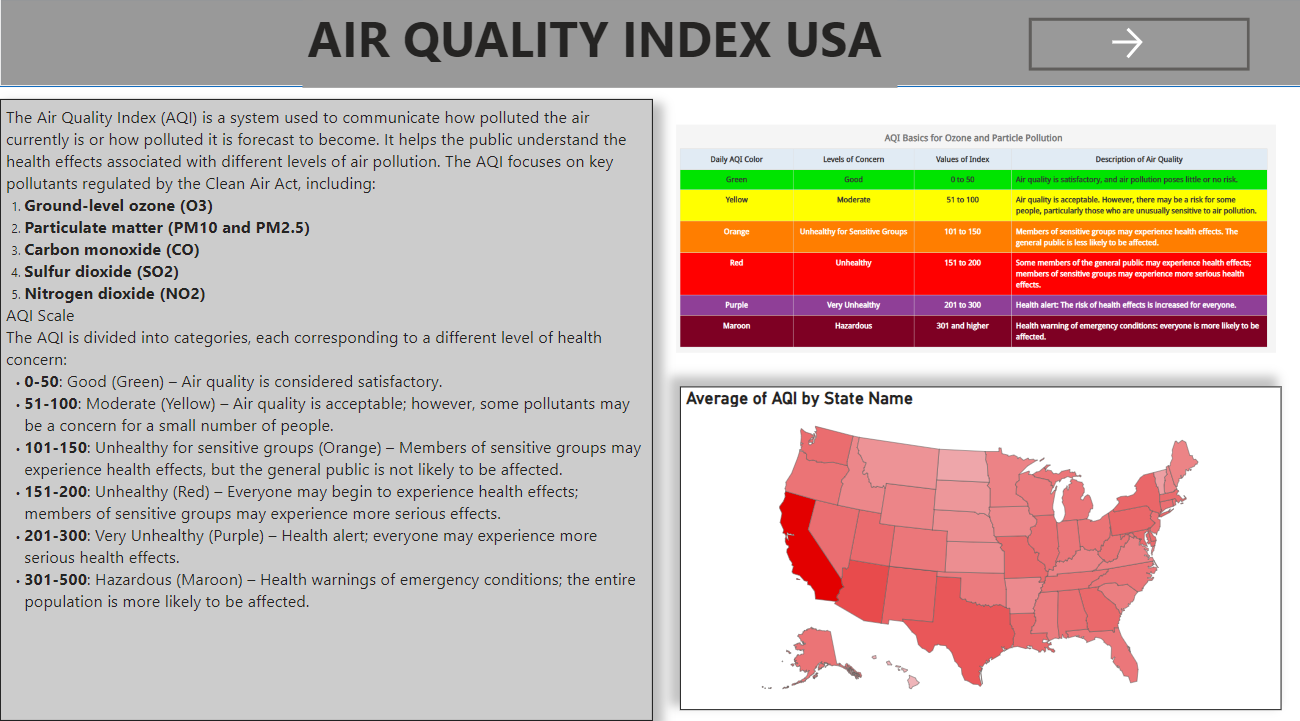 AIR QUALITY INDEX USA
The Air Quality Index (AQI) is a system used to communicate how polluted the air
currently is or how polluted it is forecast to become. It helps the public understand the
health effects associated with different levels of air pollution. The AQI focuses on key
pollutants regulated by the Clean Air Act, including:
1. Ground-level ozone (O3)
2. Particulate matter (PM10 and PM2.5)
3. Carbon monoxide (CO)
4. Sulfur dioxide (SO2)
5. Nitrogen dioxide (NO2)
AQI Scale
The AQI is divided into categories, each corresponding to a different level of health
concern:
• 0-50: Good (Green) – Air quality is considered satisfactory.
• 51-100: Moderate (Yellow) – Air quality is acceptable; however, some pollutants may
be a concern for a small number of people.
• 101-150: Unhealthy for sensitive groups (Orange) – Members of sensitive groups may
experience health effects, but the general public is not likely to be affected.
• 151-200: Unhealthy (Red) – Everyone may begin to experience health effects;
members of sensitive groups may experience more serious effects.
• 201-300: Very Unhealthy (Purple) – Health alert; everyone may experience more
serious health effects.
• 301-500: Hazardous (Maroon) – Health warnings of emergency conditions; the entire
population is more likely to be affected.
AQI Basics for Ozone and Particle Pollution
Daily AQI Color Levels of Concern Values of Index Description of Air Quality
Green Good 0 to 50 Air quality is satisfactory, and air pollution poses little or no risk.
Yellow Moderate 51 to 100 Air quality is acceptable. However, there may be a risk for some
people, particularly those who are unusually sensitive to air pollution.
Orange Unhealthy for Sensitive Groups 101 to 150 Members of sensitive groups may experience health effects. The
general public is less likely to be affected.
Red Unhealthy 151 to 200 Some members of the general public may experience health effects;
members of sensitive groups may experience more serious health
effects.
Purple Very Unhealthy 201 to 300 Health alert: The risk of health effects is increased for everyone.
Maroon Hazardous 301 and higher Health warning of emergency conditions: everyone is more likely to be
affected.
Average of AQI by State Name